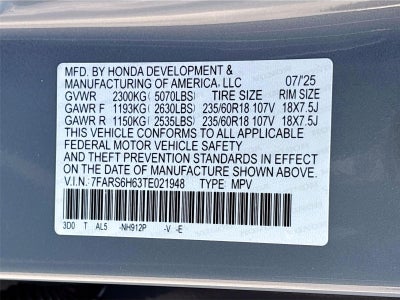 MFD. BY HONDA DEVELOPMENT &
MANUFACTURING OF AMERICA, LLC 07/'25
GVWR 2300KG( 5070LBS) TIRE SIZE RIM SIZE
GAWR F 1193KG( 2630LBS) 235/60R18 107V 18X7.5J
GAWR R 1150KG( 2535LBS) 235/60R18 107V 18X7.5J
THIS VEHICLE CONFORMS TO ALL APPLICABLE
FEDERAL MOTOR VEHICLE SAFETY
AND THEFT PREVENTION STANDARDS IN EFFECT
ON THE DATE OF MANUFACTURE SHOWN ABOVE.
V.I.N.: 7FARS6H63TE021948 TYPE: MPV
3D0 T AL5 -NH912P -V -E